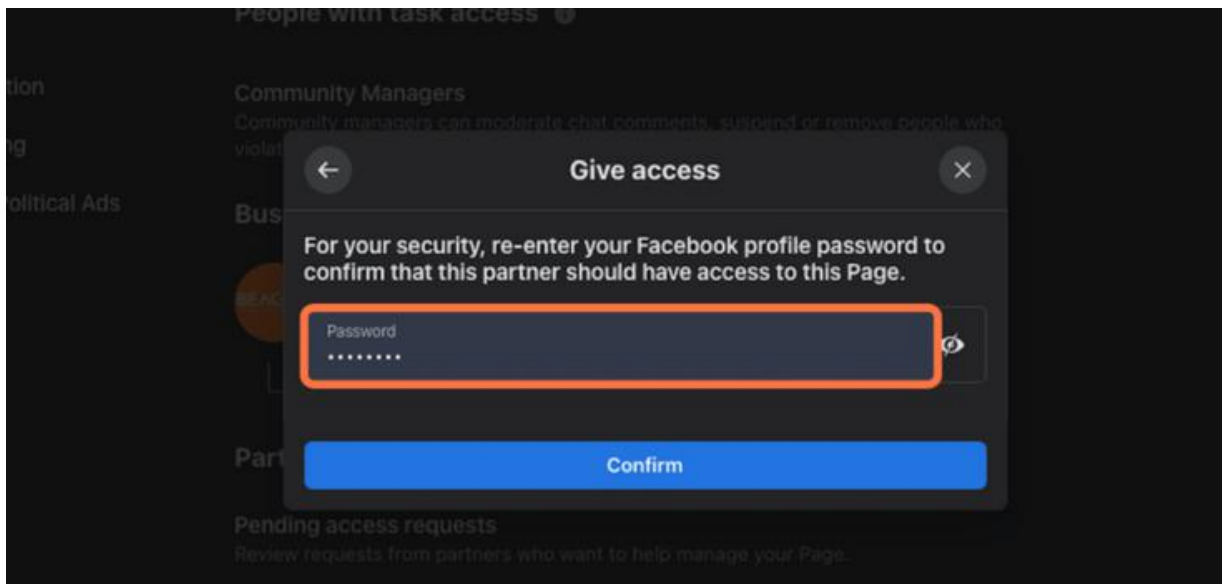 People with task access
tion
Community Managers
Community managers can moderate chat comments, suspend or remove people who
ng
violat
Give access
olitical Ads
Bus
For your security, re-enter your Facebook profile password to
confirm that this partner should have access to this Page.
BEAC
Password
••••••••
Part
Confirm
Pending access requests
Review requests from partners who want to help manage your Page.